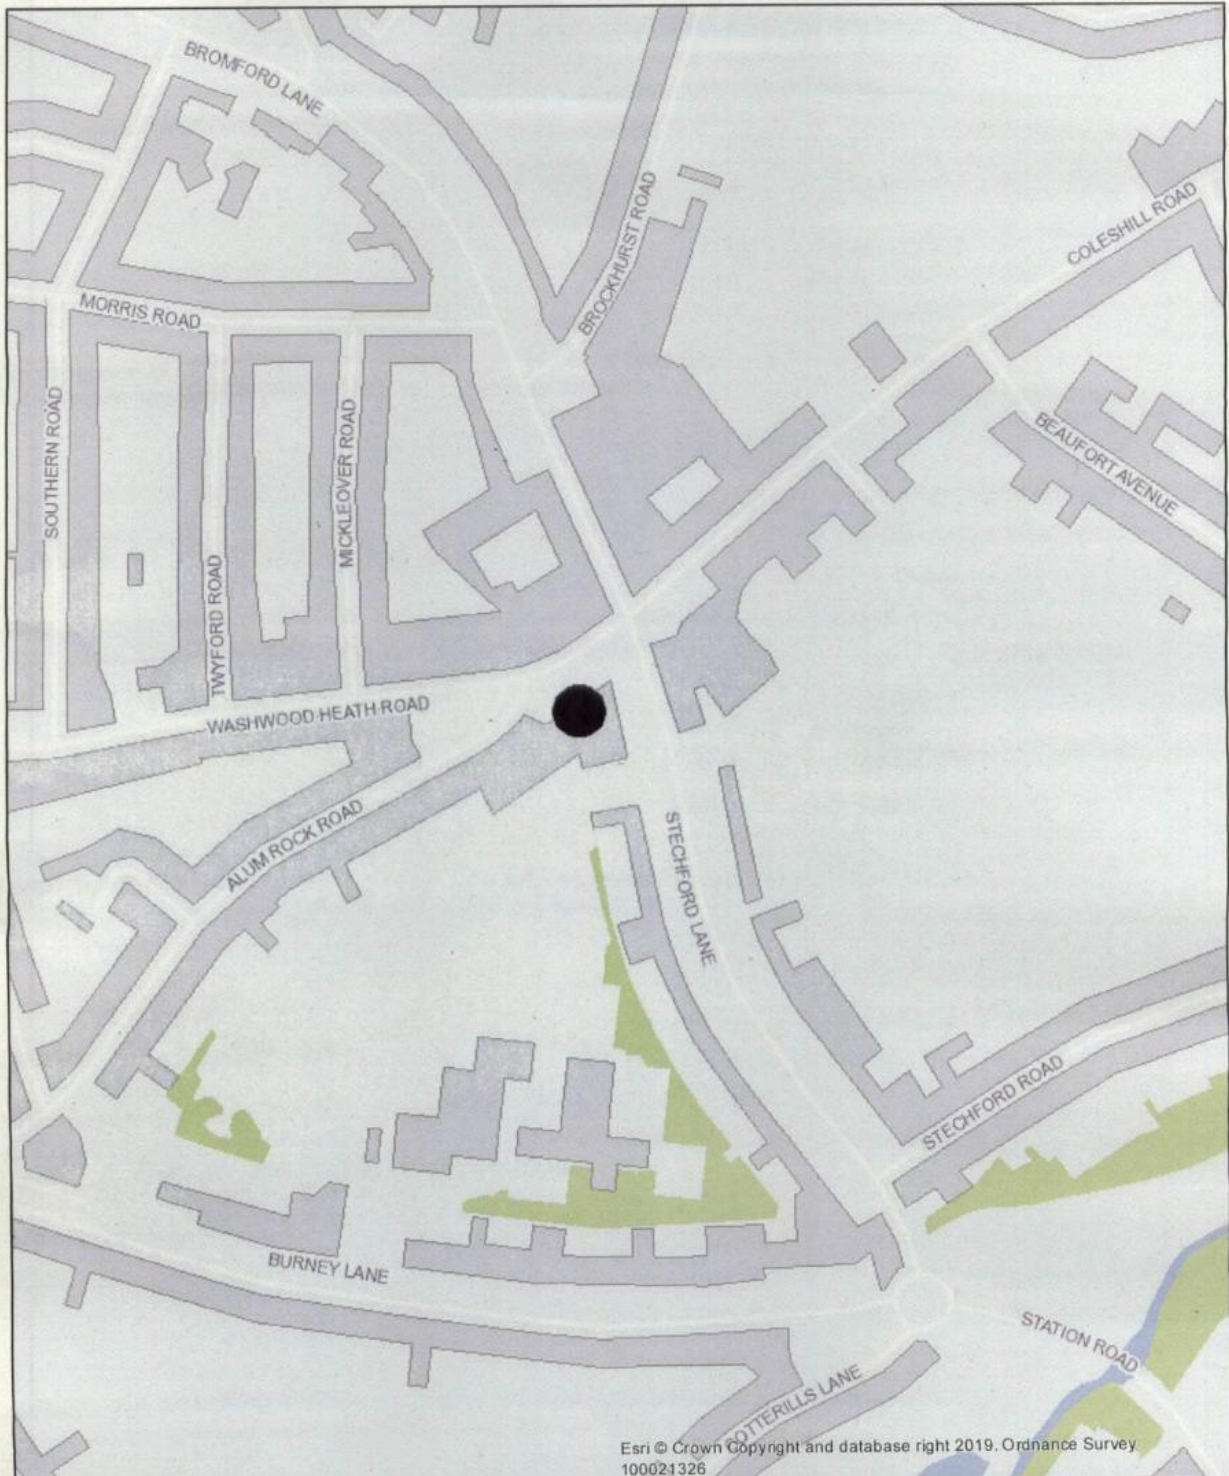 BROMFORD LANE
BROCKHURST ROAD
COLESHILL ROAD
MORRIS ROAD
SOUTHERN ROAD
MICKLEOVER ROAD
BEAUFORT AVENUE
TWYFORD ROAD
WASHWOOD HEATH ROAD
ALUM ROCK ROAD
STECHFORD LANE
STECHFORD ROAD
BURNEY LANE
STATION ROAD
COTTERILLS LANE
Esri © Crown Copyright and database right 2019. Ordnance Survey
100021326